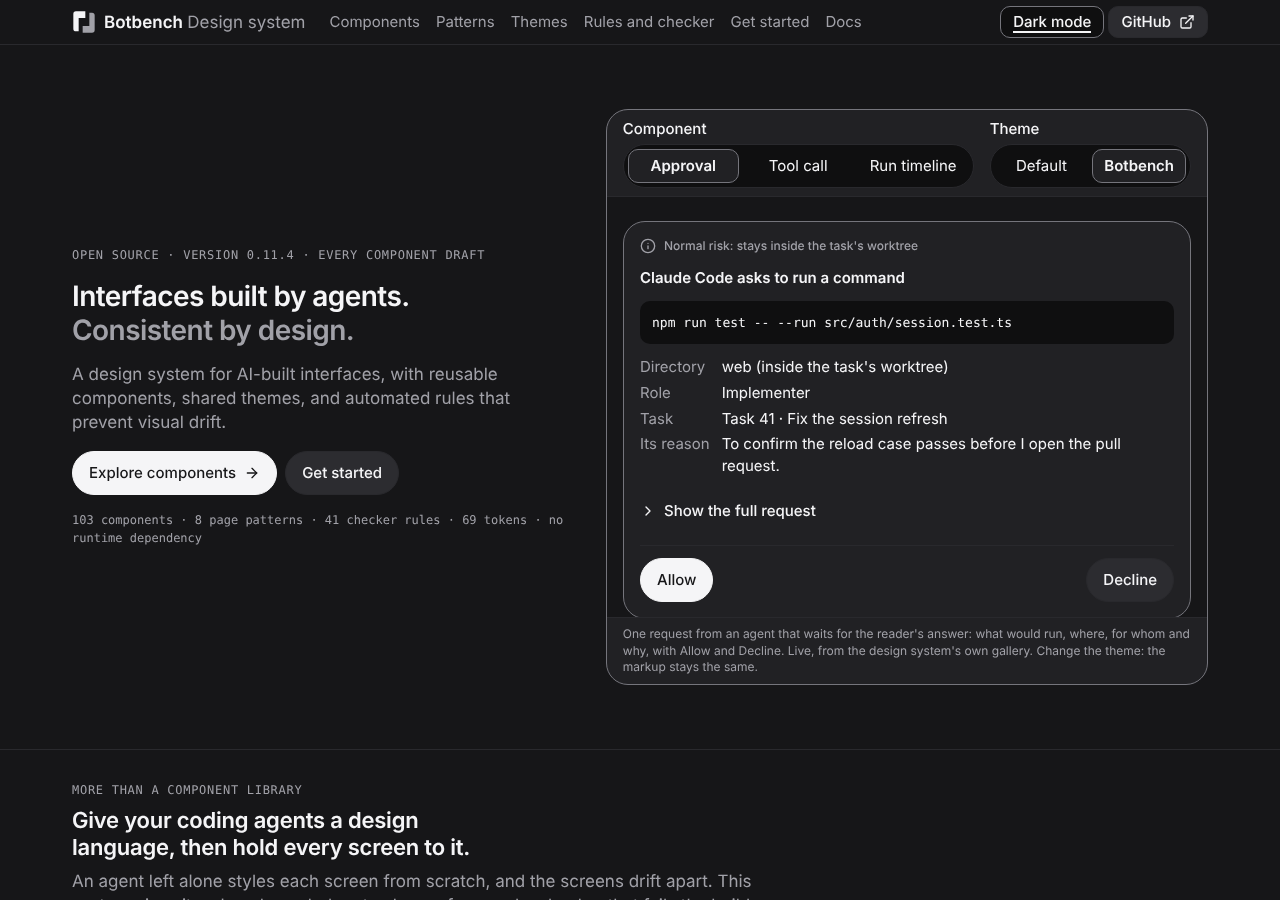 Botbench Design system Components Patterns Themes Rules and checker Get started Docs Dark mode GitHub
OPEN SOURCE · VERSION 0.11.4 · EVERY COMPONENT DRAFT
Interfaces built by agents.
Consistent by design.
A design system for AI-built interfaces, with reusable
components, shared themes, and automated rules that
prevent visual drift.
Explore components Get started
103 components · 8 page patterns · 41 checker rules · 69 tokens · no
runtime dependency
Component Theme
Approval Tool call Run timeline Default Botbench
Normal risk: stays inside the task's worktree
Claude Code asks to run a command
npm run test -- --run src/auth/session.test.ts
Directory web (inside the task's worktree)
Role Implementer
Task Task 41 · Fix the session refresh
Its reason To confirm the reload case passes before I open the pull
request.
Show the full request
Allow Decline
One request from an agent that waits for the reader's answer: what would run, where, for whom and
why, with Allow and Decline. Live, from the design system's own gallery. Change the theme: the
markup stays the same.
MORE THAN A COMPONENT LIBRARY
Give your coding agents a design
language, then hold every screen to it.
An agent left alone styles each screen from scratch, and the screens drift apart. This